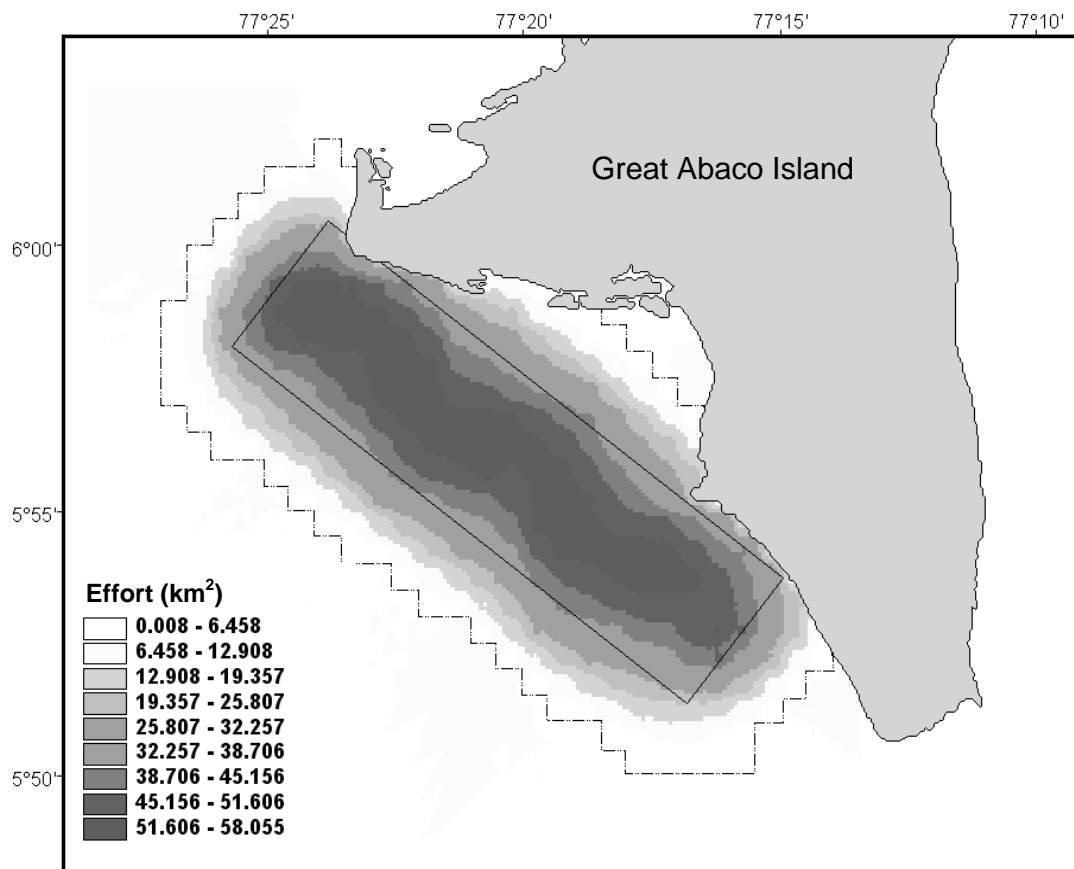 77°25' 77°20' 77°15' 77°10'
Great Abaco Island
6°00'
5°55'
5°50'
Effort (km²)
0.008 - 6.458
6.458 - 12.908
12.908 - 19.357
19.357 - 25.807
25.807 - 32.257
32.257 - 38.706
38.706 - 45.156
45.156 - 51.606
51.606 - 58.055